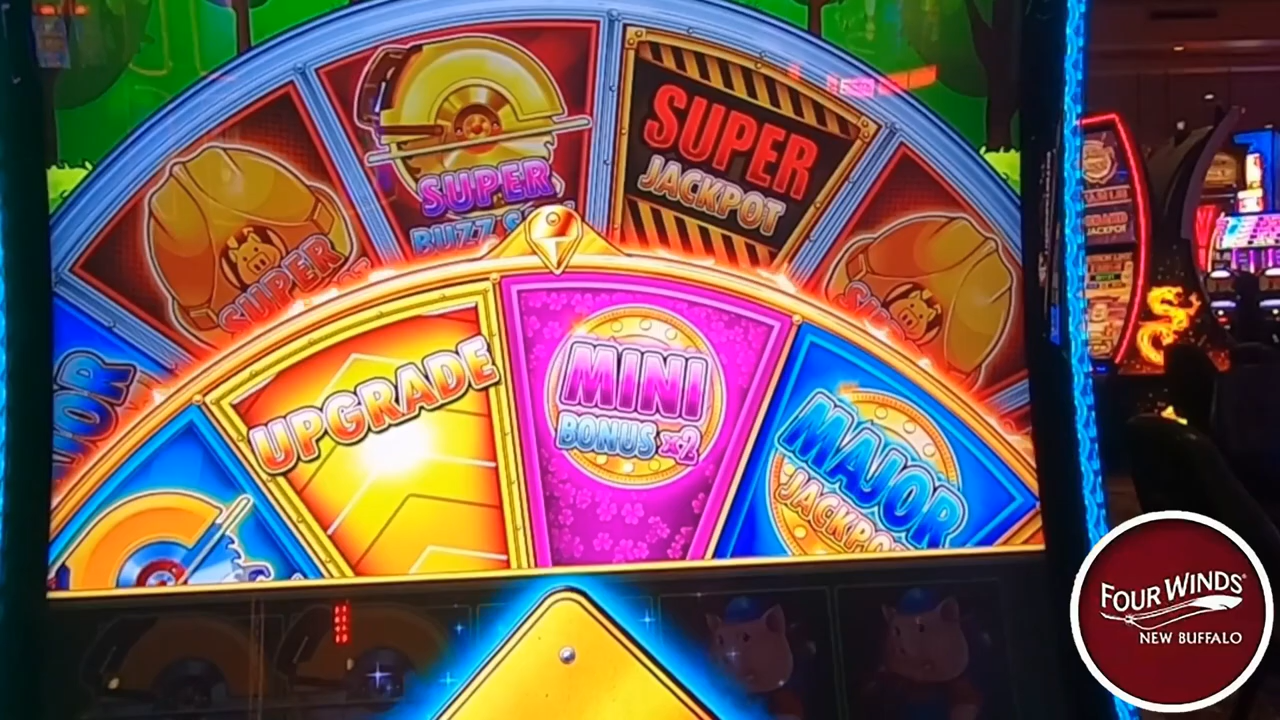 SUPER
SUPER
BUZZ
SUPER
JACKPOT
UPGRADE
MINI
BONUS x2
MAJOR
JACKPOT
FOUR WINDS®
NEW BUFFALO